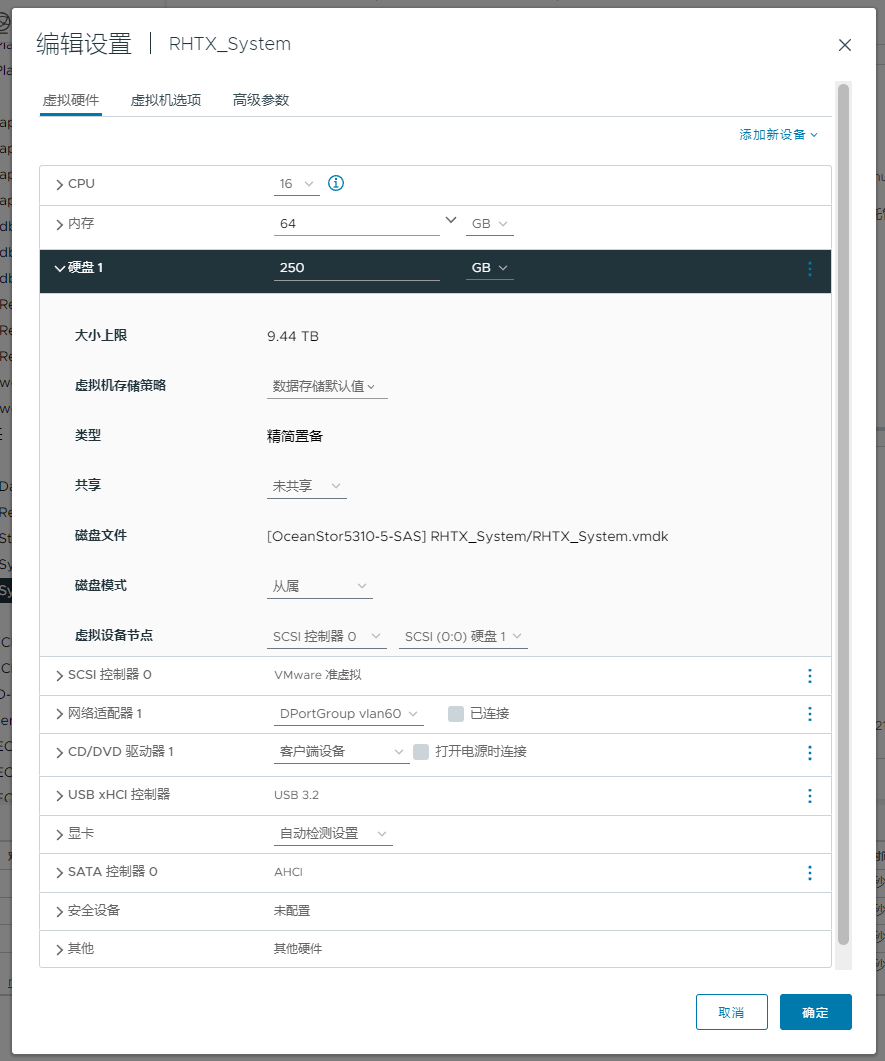 编辑设置 | RHTX_System
虚拟硬件 虚拟机选项 高级参数
添加新设备
CPU 16
内存 64 GB
硬盘 1 250 GB
大小上限 9.44 TB
虚拟机存储策略 数据存储默认值
类型 精简置备
共享 未共享
磁盘文件 [OceanStor5310-5-SAS] RHTX_System/RHTX_System.vmdk
磁盘模式 从属
虚拟设备节点 SCSI 控制器 0 SCSI (0:0) 硬盘 1
SCSI 控制器 0 VMware 准虚拟
网络适配器 1 DPortGroup vlan60 已连接
CD/DVD 驱动器 1 客户端设备 打开电源时连接
USB xHCI 控制器 USB 3.2
显卡 自动检测设置
SATA 控制器 0 AHCI
安全设备 未配置
其他 其他硬件
取消 确定